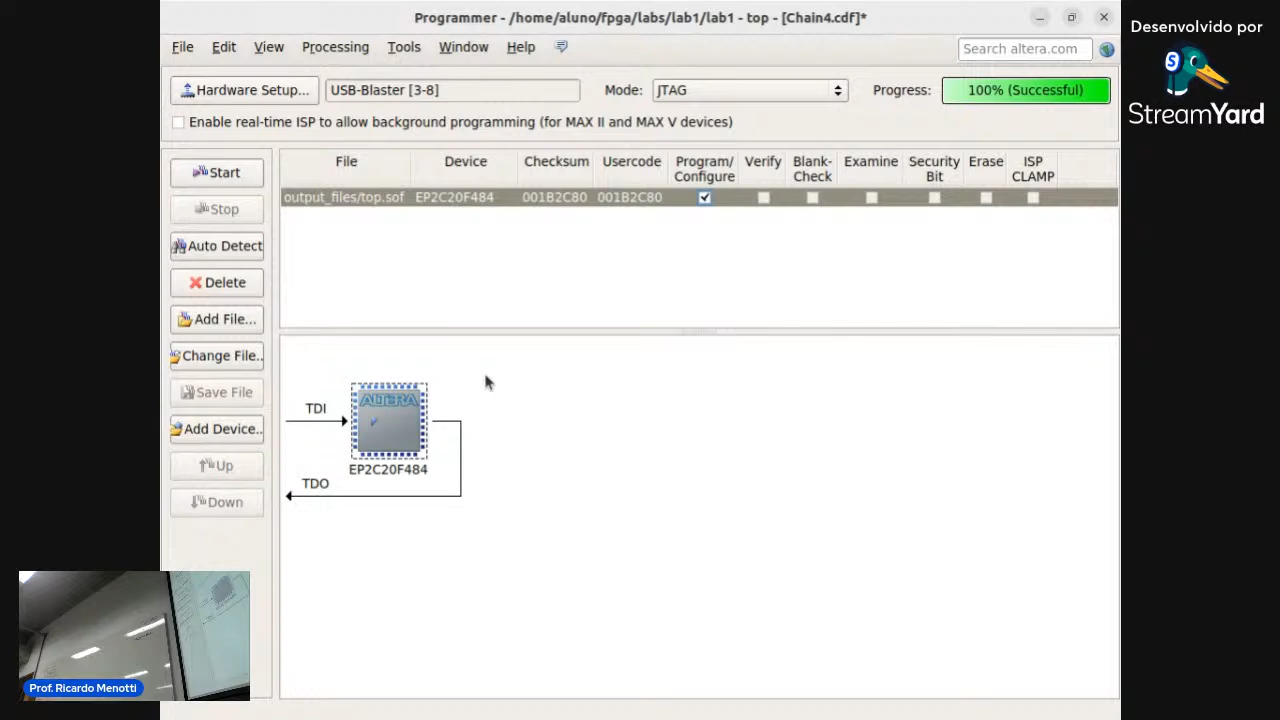 Programmer - /home/aluno/fpga/labs/lab1/lab1 - top - [Chain4.cdf]*
Desenvolvido por
StreamYard
File Edit View Processing Tools Window Help
Search altera.com
Hardware Setup...
USB-Blaster [3-8]
Mode:
JTAG
Progress:
100% (Successful)
Enable real-time ISP to allow background programming (for MAX II and MAX V devices)
Start
Stop
Auto Detect
Delete
Add File...
Change File..
Save File
Add Device..
Up
Down
File Device Checksum Usercode Program/ Configure Verify Blank- Check Examine Security Bit Erase ISP CLAMP
output_files/top.sof EP2C20F484 001B2C80 001B2C80
TDI
ALTERA
EP2C20F484
TDO
Prof. Ricardo Menotti